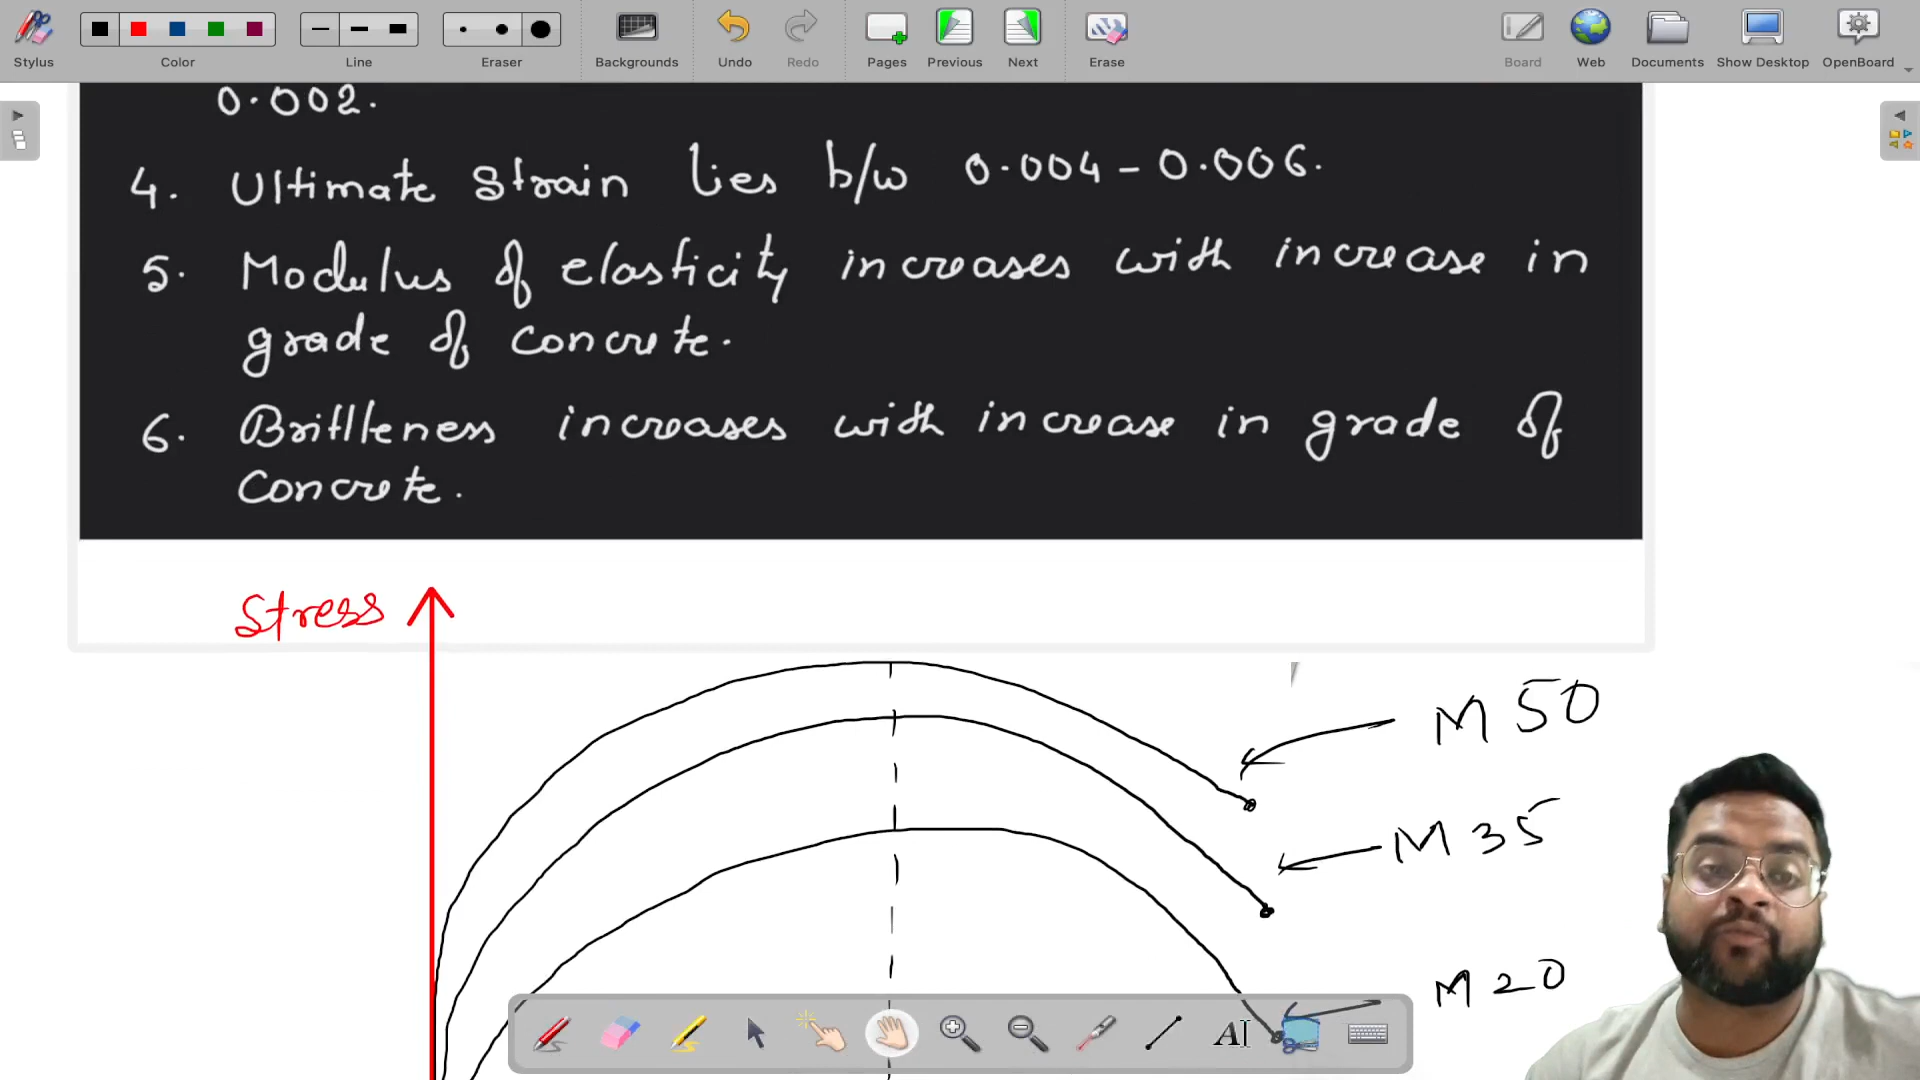 Stylus
Color
Line
Eraser
Backgrounds
Undo
Redo
Pages
Previous
Next
Erase
Board
Web
Documents
Show Desktop
OpenBoard
0.002.
4. Ultimate Strain lies b/w 0.004 - 0.006.
5. Modulus of elasticity increases with increase in
grade of concrete.
6. Brittleness increases with increase in grade of
Concrete.
Stress
M 50
M 35
M 20
AI